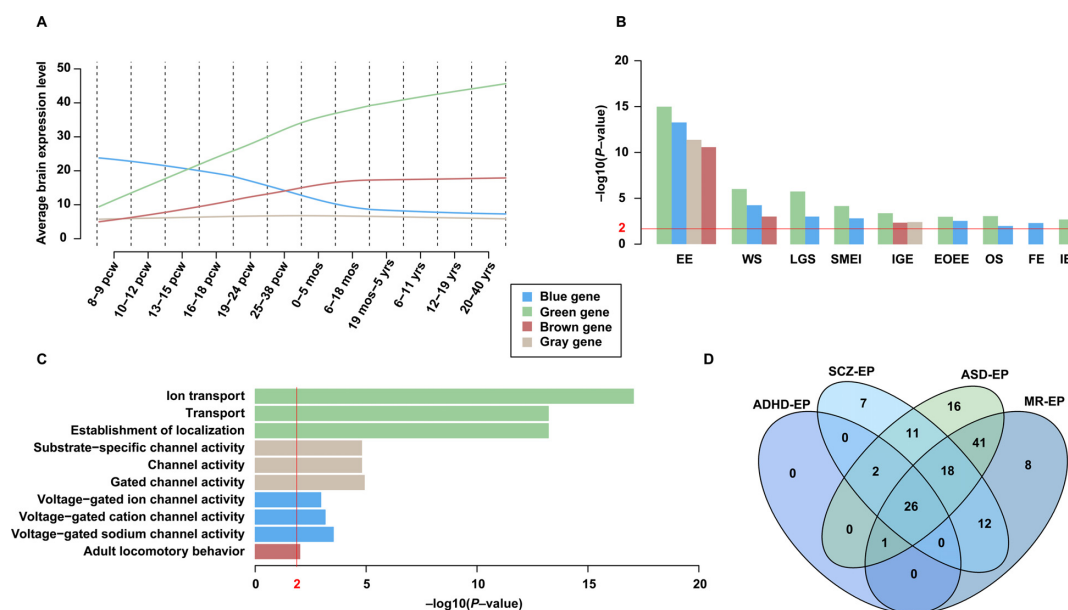 A
Average brain expression level
50
40
30
20
10
0
8–9 pcw
10–12 pcw
13–15 pcw
16–18 pcw
19–24 pcw
25–38 pcw
0–5 mos
6–18 mos
19 mos–5 yrs
6–11 yrs
12–19 yrs
20–40 yrs
B
–log10(P–value)
20
15
10
5
2
0
EE
WS
LGS
SMEI
IGE
EOEE
OS
FE
IE
Blue gene
Green gene
Brown gene
Gray gene
C
Ion transport
Transport
Establishment of localization
Substrate−specific channel activity
Channel activity
Gated channel activity
Voltage−gated ion channel activity
Voltage−gated cation channel activity
Voltage−gated sodium channel activity
Adult locomotory behavior
0
2
5
10
15
20
–log10(P–value)
D
ADHD-EP
SCZ-EP
ASD-EP
MR-EP
7
16
0
11
41
0
2
18
8
26
0
12
1
0
0